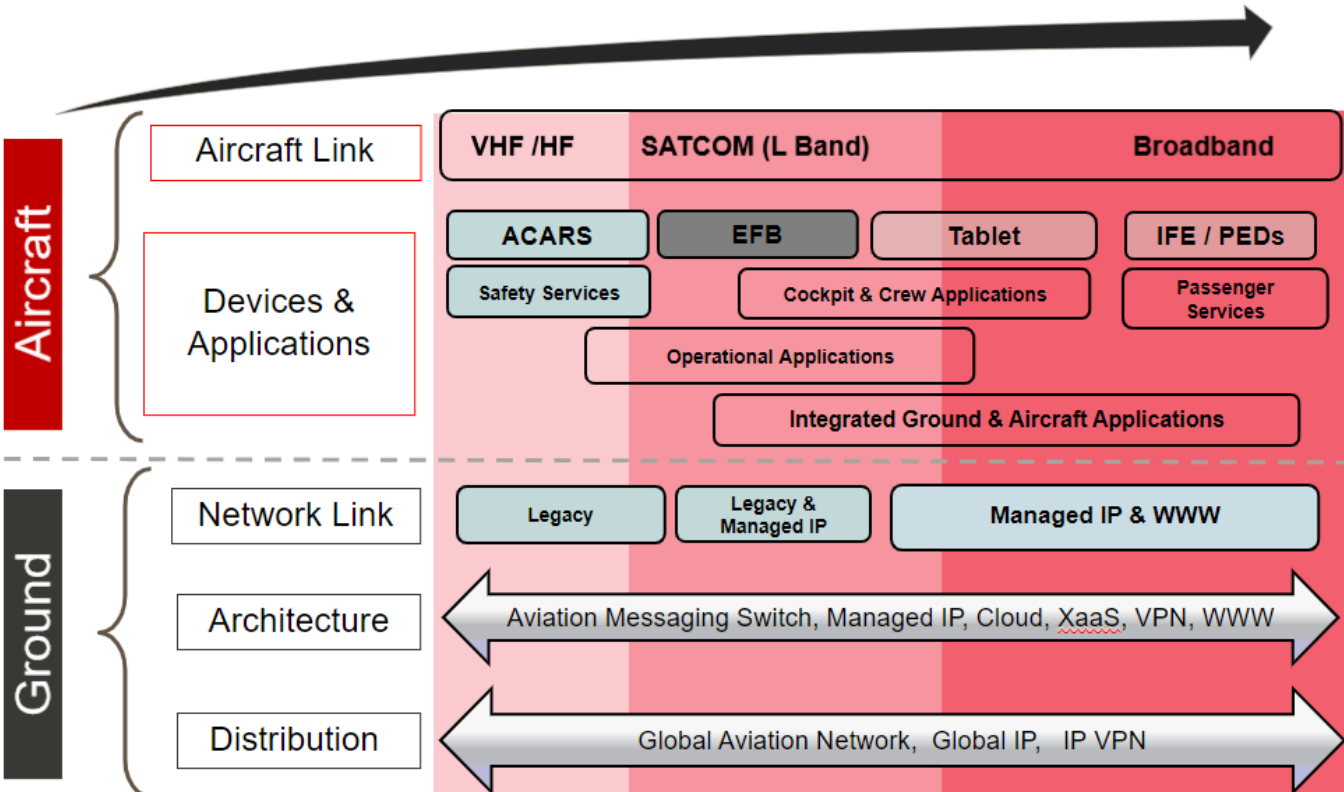 Aircraft
Aircraft Link
VHF /HF
SATCOM (L Band)
Broadband
Devices &
Applications
ACARS
EFB
Tablet
IFE / PEDs
Safety Services
Cockpit & Crew Applications
Passenger
Services
Operational Applications
Integrated Ground & Aircraft Applications
Ground
Network Link
Legacy
Legacy &
Managed IP
Managed IP & WWW
Architecture
Aviation Messaging Switch, Managed IP, Cloud, XaaS, VPN, WWW
Distribution
Global Aviation Network, Global IP, IP VPN